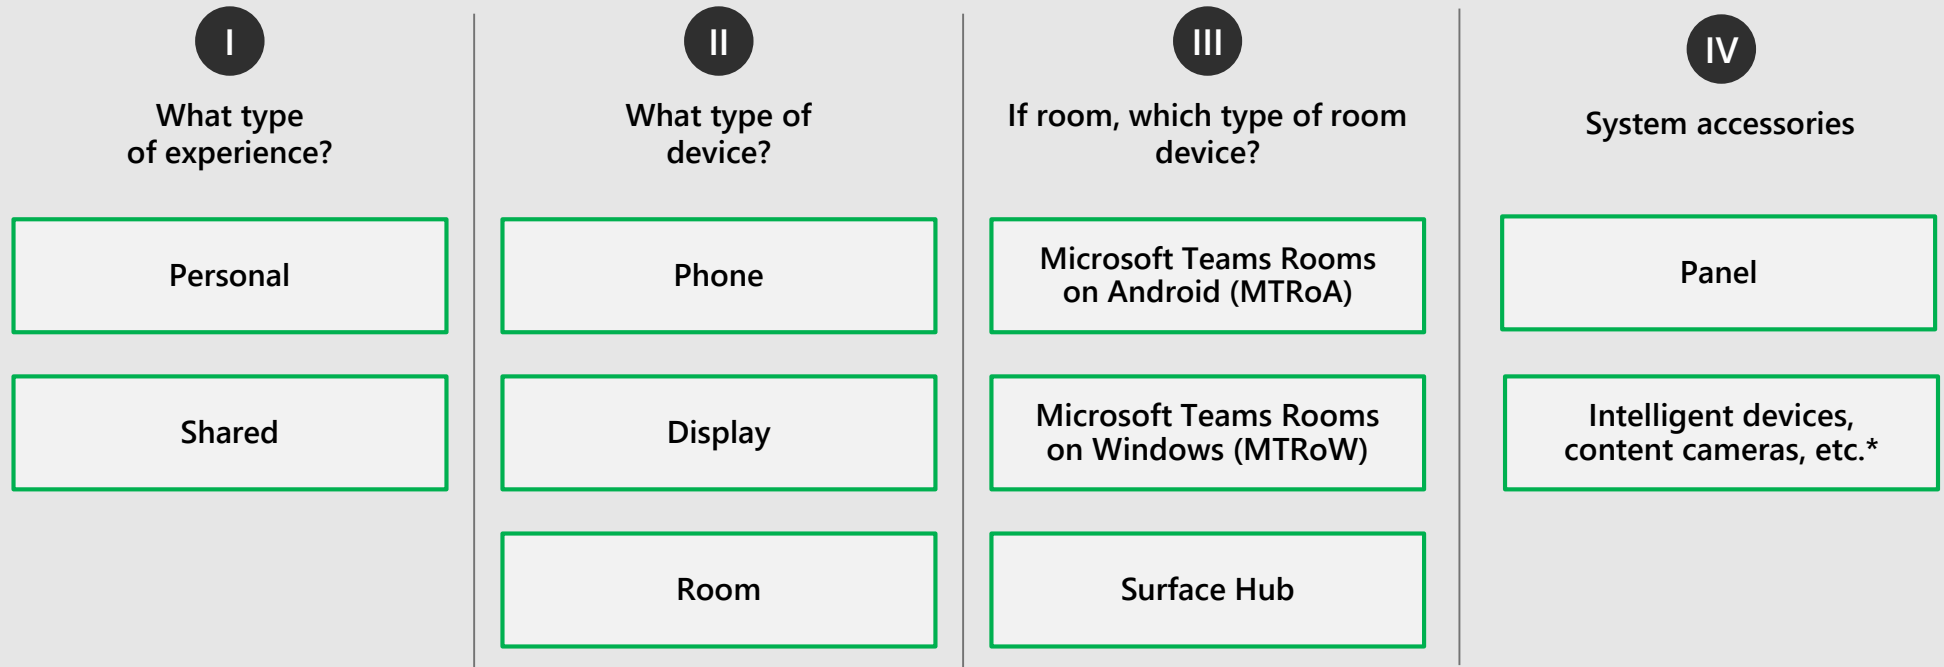 I
What type
of experience?
Personal
Shared
II
What type of
device?
Phone
Display
Room
III
If room, which type of room
device?
Microsoft Teams Rooms
on Android (MTRoA)
Microsoft Teams Rooms
on Windows (MTRoW)
Surface Hub
IV
System accessories
Panel
Intelligent devices,
content cameras, etc.*